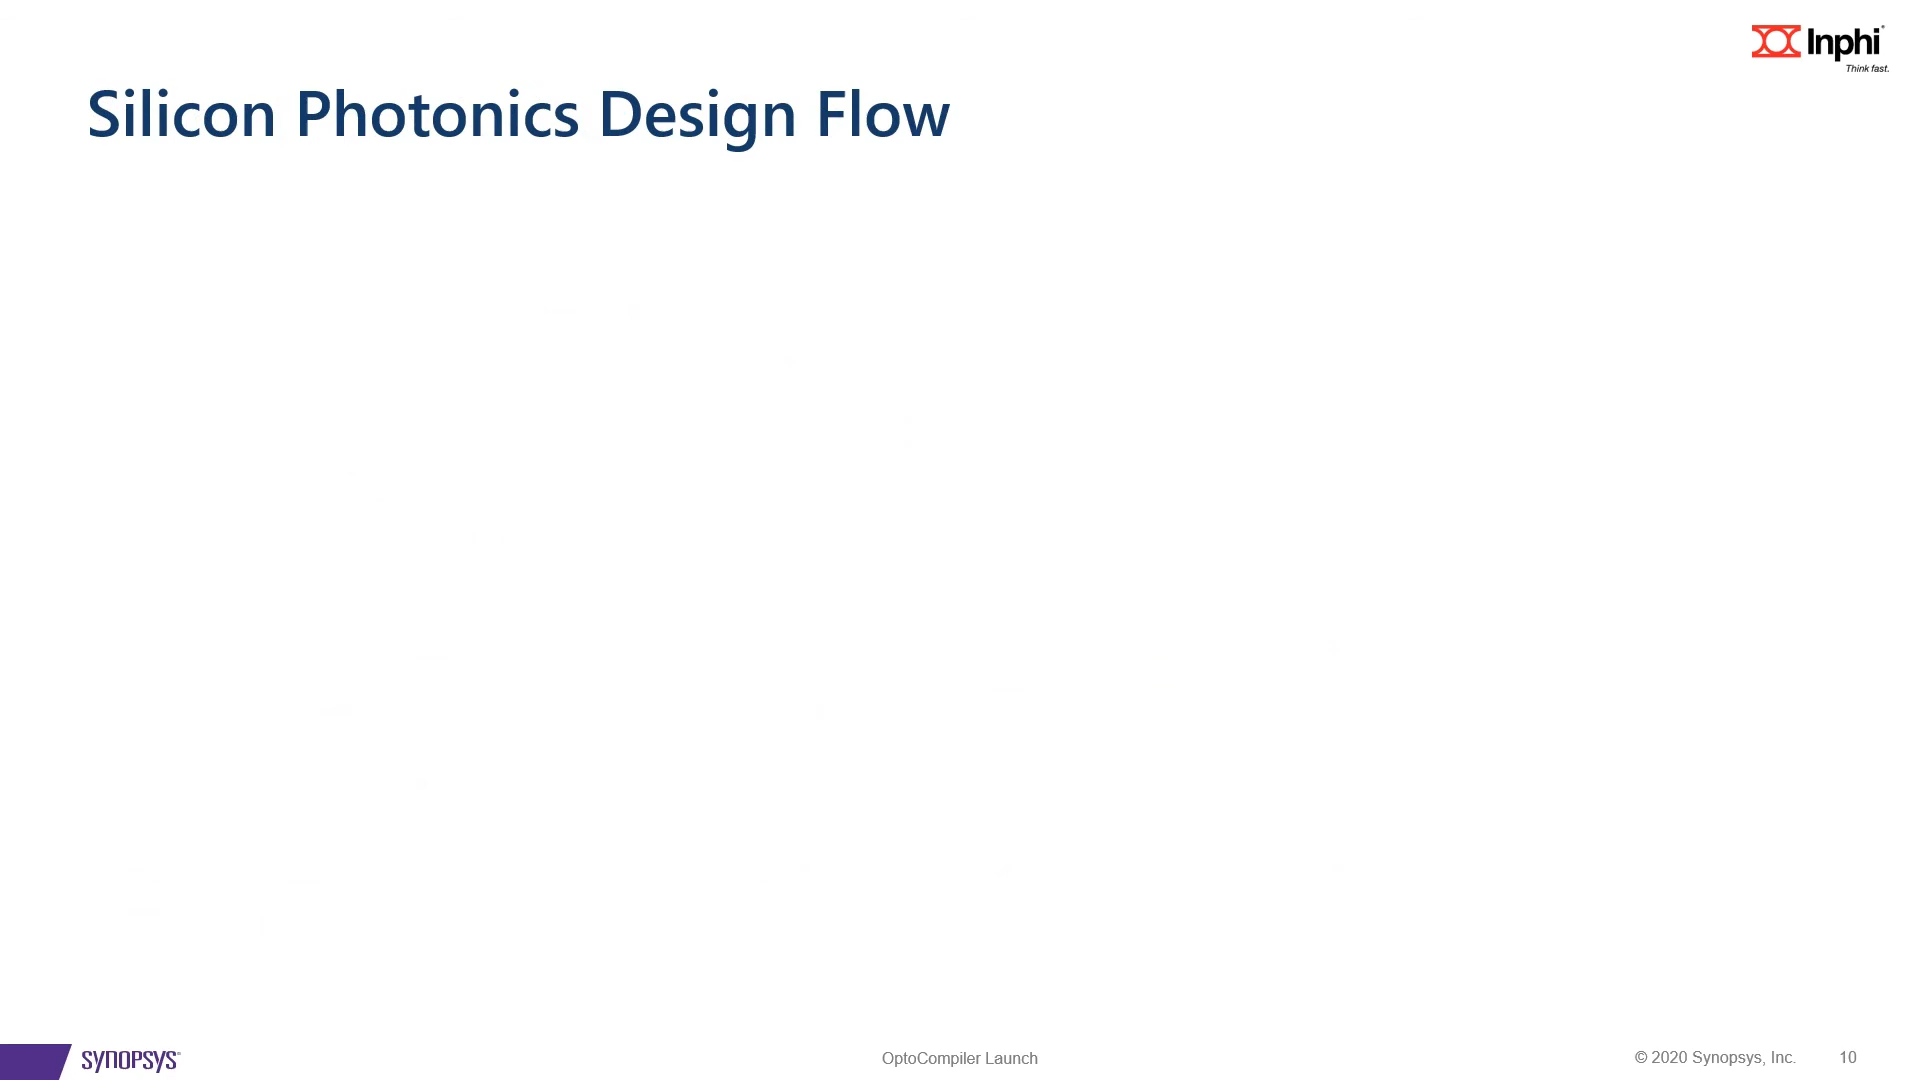 Inphi
Think fast.
Silicon Photonics Design Flow
SYNOPSYS®
OptoCompiler Launch
© 2020 Synopsys, Inc.
10